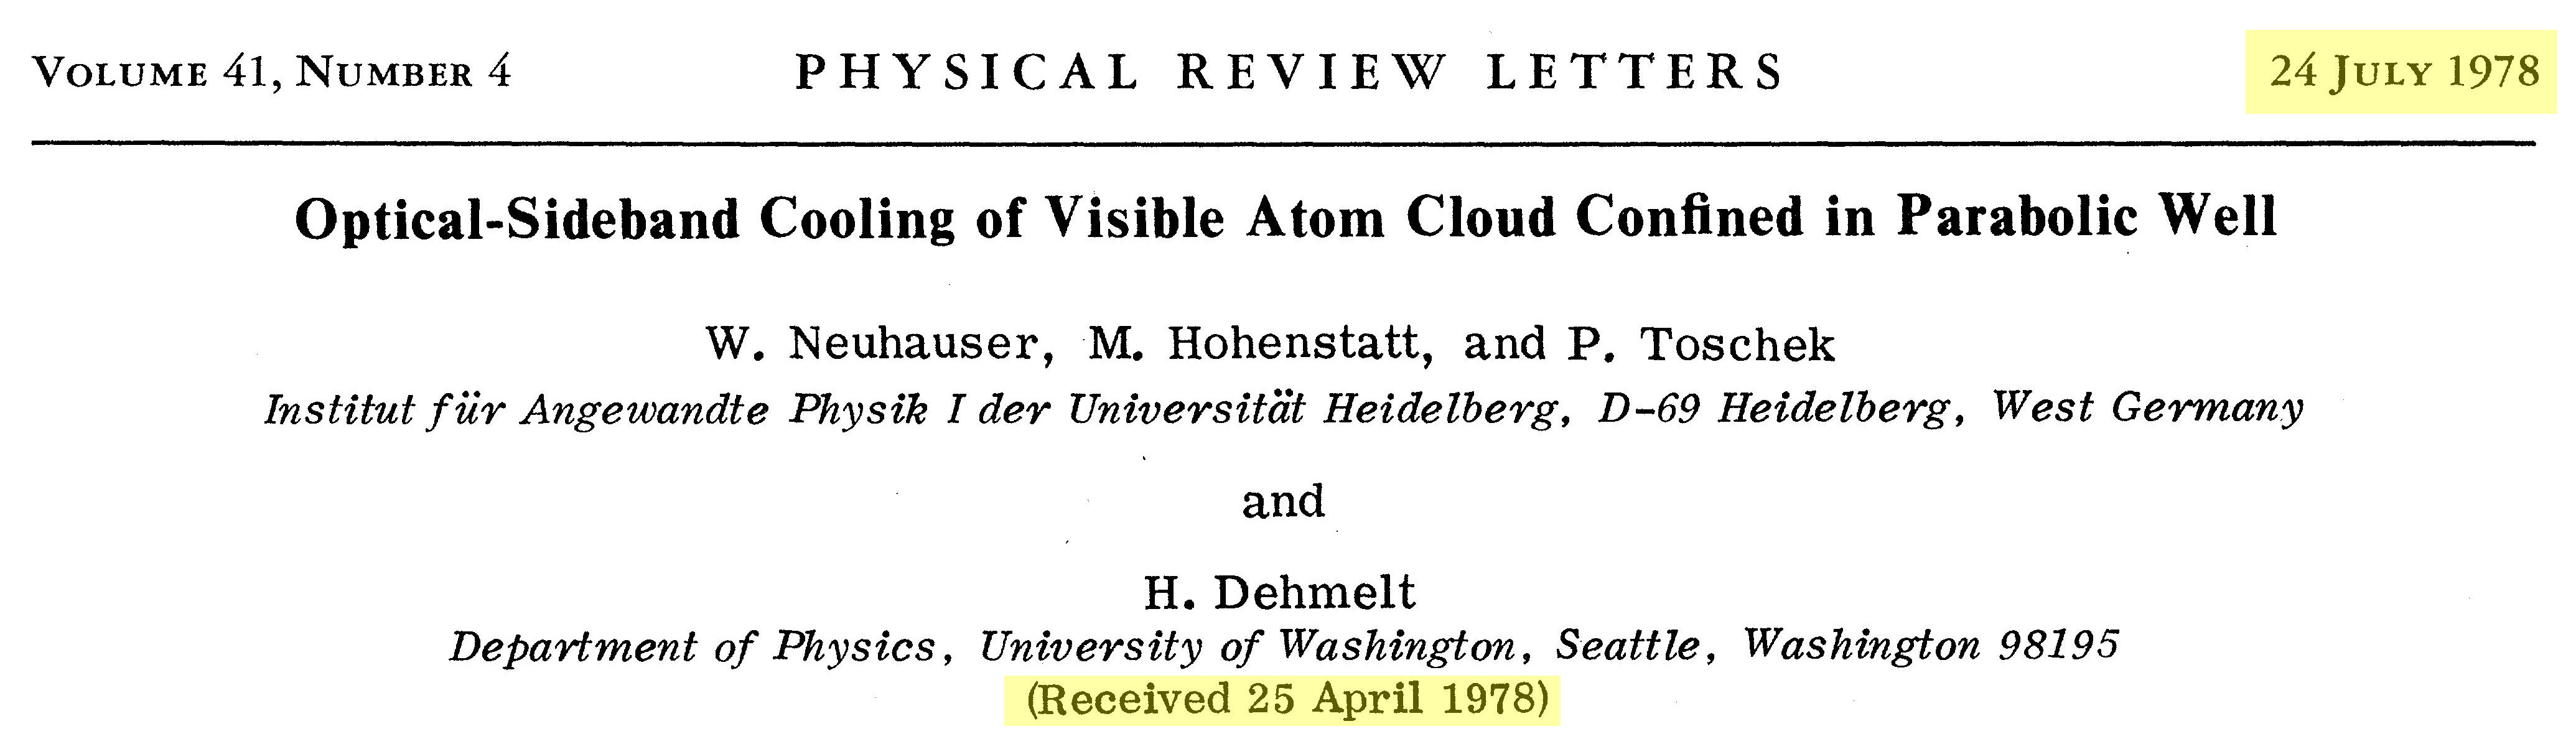 VOLUME 41, NUMBER 4 PHYSICAL REVIEW LETTERS 24 JULY 1978
Optical-Sideband Cooling of Visible Atom Cloud Confined in Parabolic Well
W. Neuhauser, M. Hohenstatt, and P. Toschek
Institut für Angewandte Physik I der Universität Heidelberg, D-69 Heidelberg, West Germany
and
H. Dehmelt
Department of Physics, University of Washington, Seattle, Washington 98195
(Received 25 April 1978)